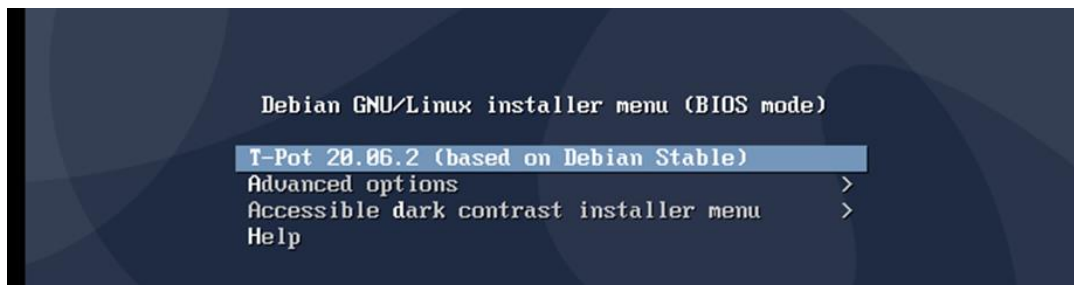 Debian GNU/Linux installer menu (BIOS mode)
T-Pot 20.06.2 (based on Debian Stable)
Advanced options >
Accessible dark contrast installer menu >
Help